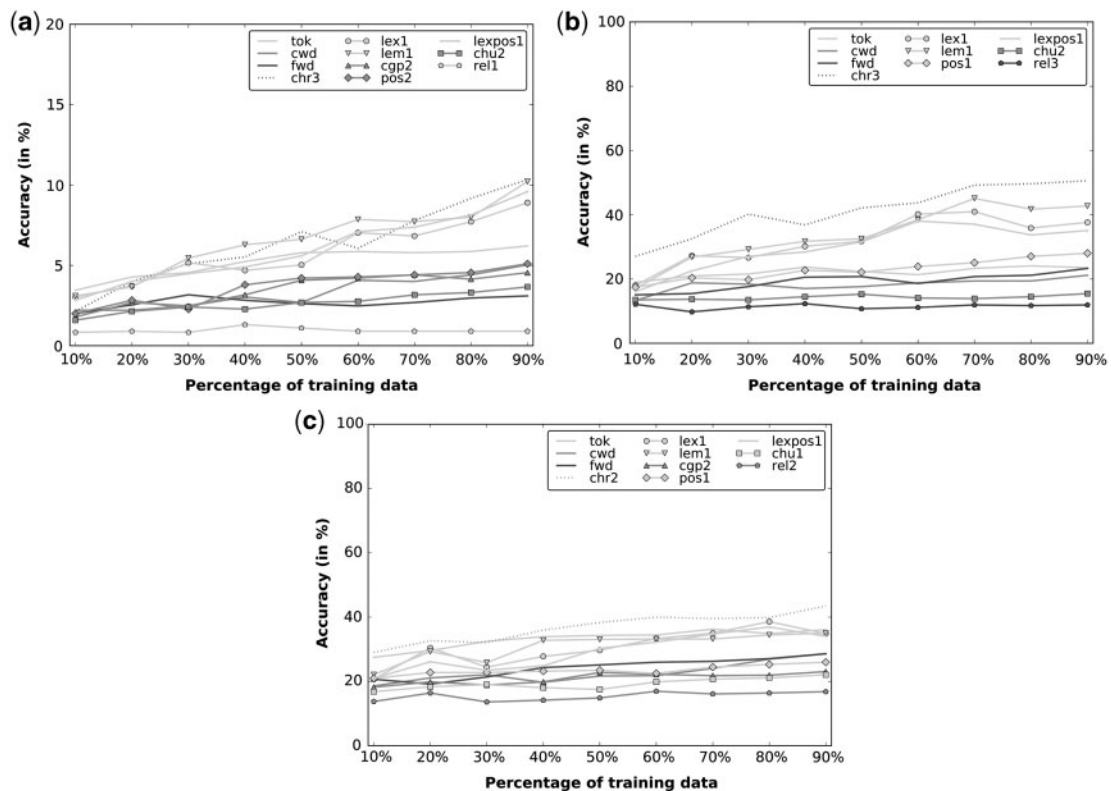 (a)
20
15
10
5
0
Accuracy (in %)
tok
cwd
fwd
chr3
lex1
lem1
cgp2
pos2
lexpos1
chu2
rel1
10% 20% 30% 40% 50% 60% 70% 80% 90%
Percentage of training data
(b)
100
80
60
40
20
0
Accuracy (in %)
tok
cwd
fwd
chr3
lex1
lem1
pos1
lexpos1
chu2
rel3
10% 20% 30% 40% 50% 60% 70% 80% 90%
Percentage of training data
(c)
100
80
60
40
20
0
Accuracy (in %)
tok
cwd
fwd
chr2
lex1
lem1
cgp2
pos1
lexpos1
chu1
rel2
10% 20% 30% 40% 50% 60% 70% 80% 90%
Percentage of training data